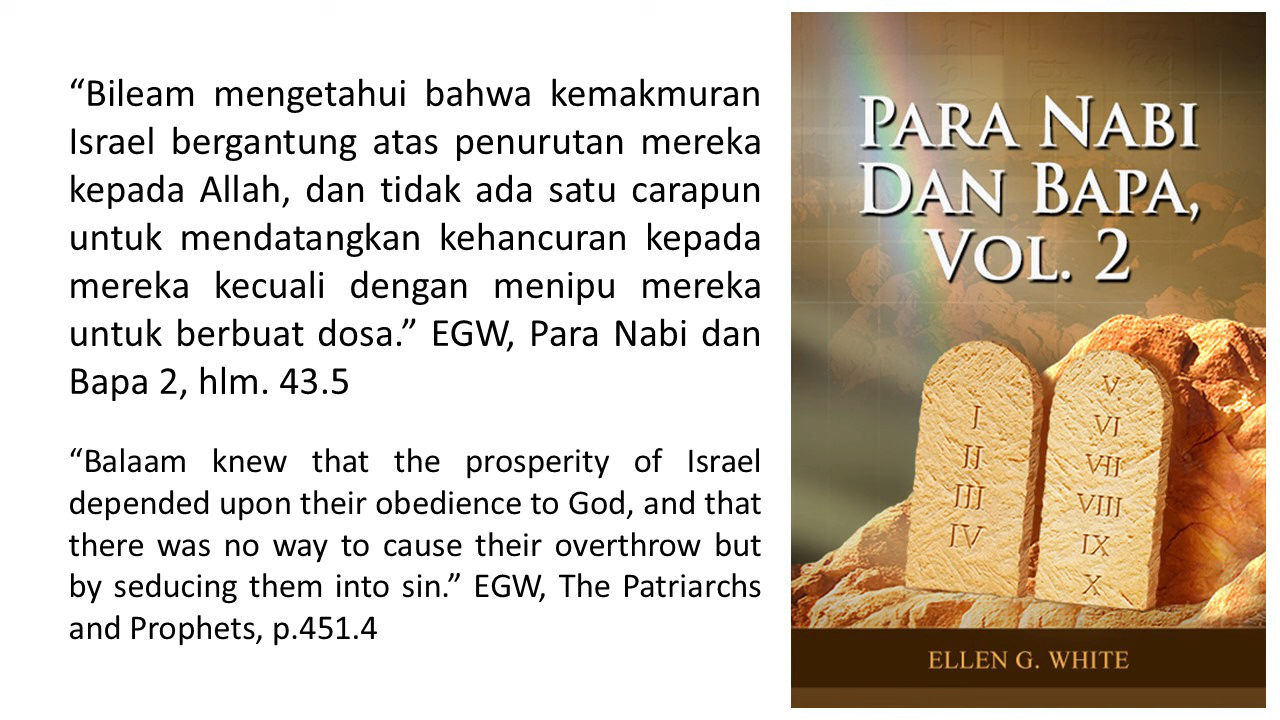 “Bileam mengetahui bahwa kemakmuran
Israel bergantung atas penurutan mereka
kepada Allah, dan tidak ada satu carapun
untuk mendatangkan kehancuran kepada
mereka kecuali dengan menipu mereka
untuk berbuat dosa.” EGW, Para Nabi dan
Bapa 2, hlm. 43.5
“Balaam knew that the prosperity of Israel
depended upon their obedience to God, and that
there was no way to cause their overthrow but
by seducing them into sin.” EGW, The Patriarchs
and Prophets, p.451.4
PARA NABI
DAN BAPA,
VOL. 2
I
II
III
IV
V
VI
VII
VIII
IX
X
ELLEN G. WHITE